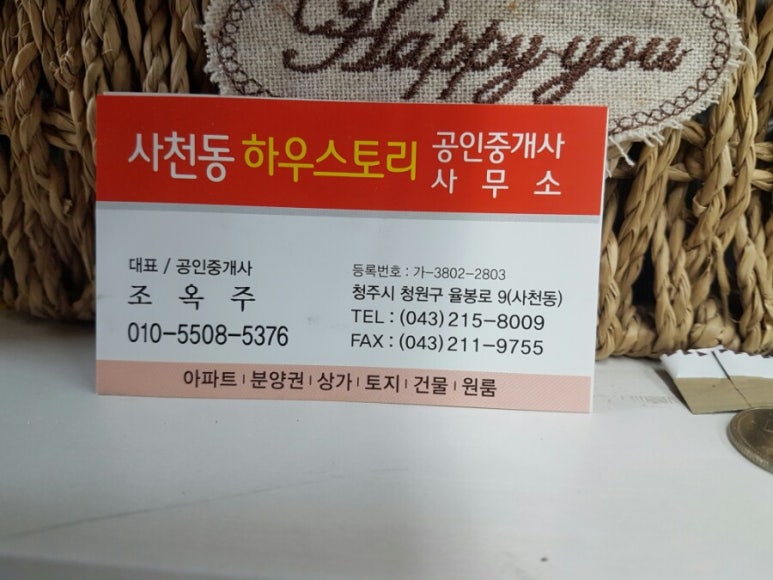 Happy you
사천동 하우스토리 공인중개사
사무소
대표 / 공인중개사
조옥주
010-5508-5376
등록번호 : 가-3802-2803
청주시 청원구 율봉로 9(사천동)
TEL : (043) 215-8009
FAX : (043) 211-9755
아파트 | 분양권 | 상가 | 토지 | 건물 | 원룸